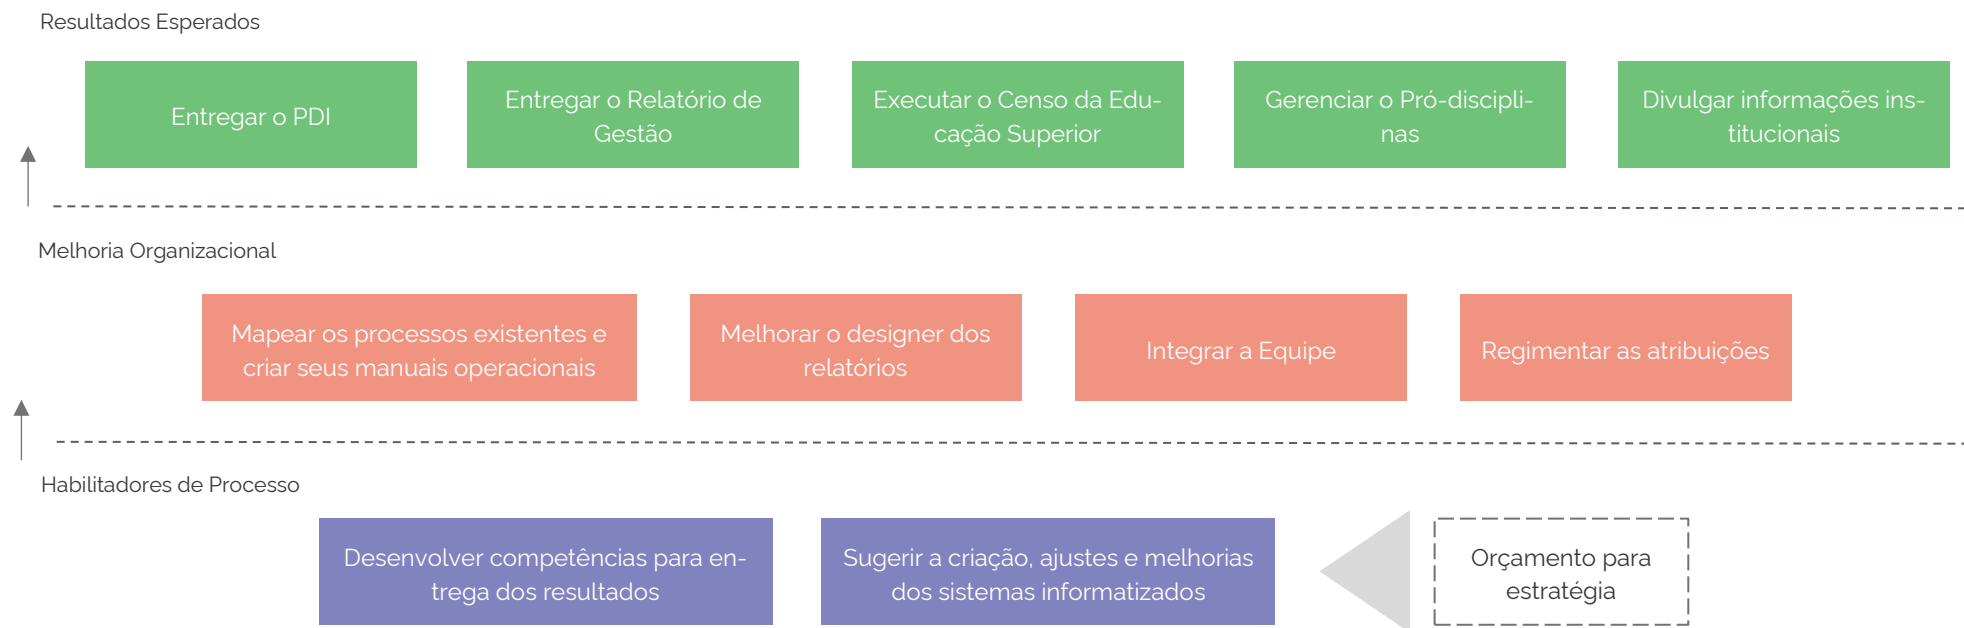 Resultados Esperados
Entregar o PDI
Entregar o Relatório de
Gestão
Executar o Censo da Edu-
cação Superior
Gerenciar o Pró-discipli-
nas
Divulgar informações ins-
titucionais
Melhoria Organizacional
Mapear os processos existentes e
criar seus manuais operacionais
Melhorar o designer dos
relatórios
Integrar a Equipe
Regimentar as atribuições
Habilitadores de Processo
Desenvolver competências para en-
trega dos resultados
Sugerir a criação, ajustes e melhorias
dos sistemas informatizados
Orçamento para
estratégia